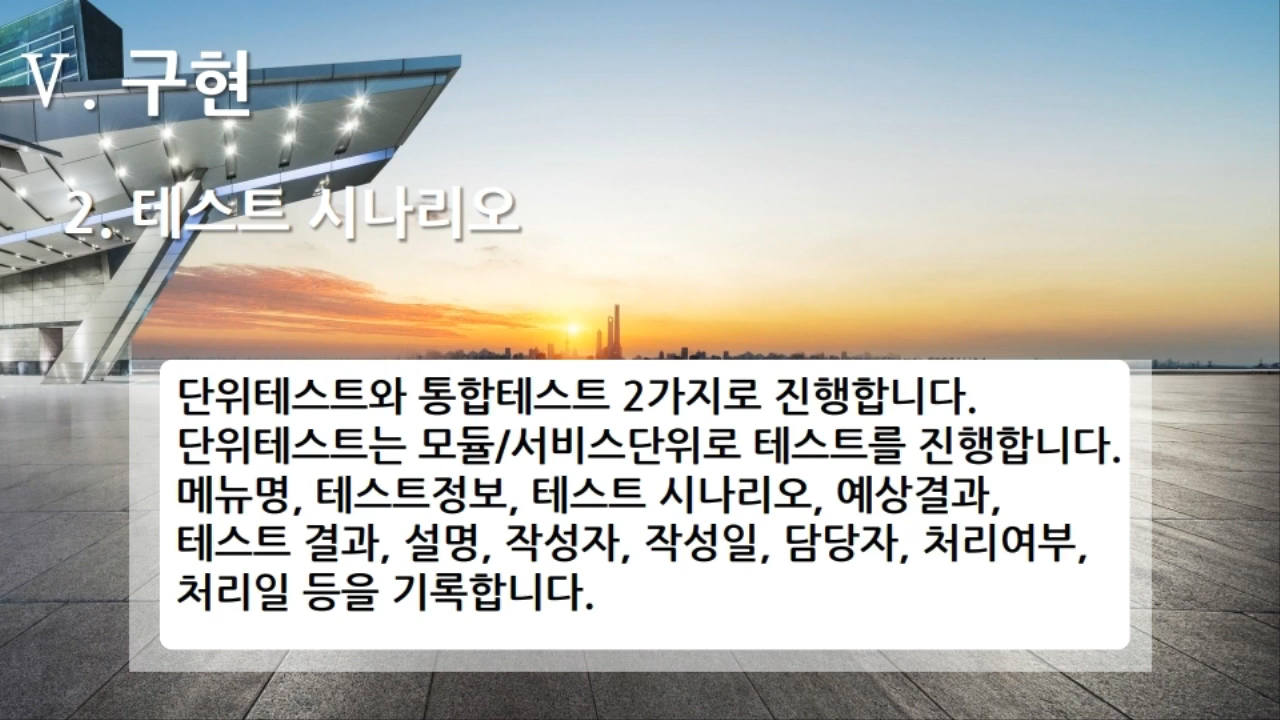 Ⅴ. 구현
2. 테스트 시나리오
단위테스트와 통합테스트 2가지로 진행합니다.
단위테스트는 모듈/서비스단위로 테스트를 진행합니다.
메뉴명, 테스트정보, 테스트 시나리오, 예상결과,
테스트 결과, 설명, 작성자, 작성일, 담당자, 처리여부,
처리일 등을 기록합니다.